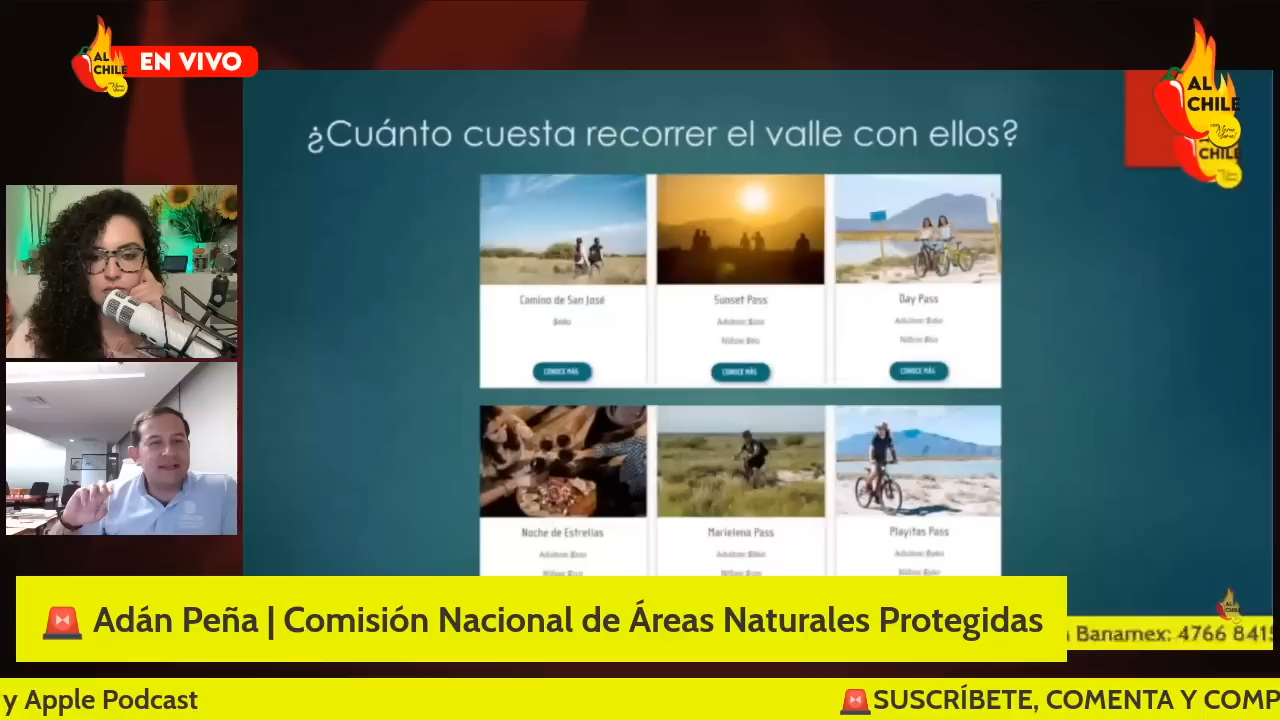 AL
CHILE
EN VIVO
¿Cuánto cuesta recorrer el valle con ellos?
AL
CHILE
CHILE
Camino de San José
CONOCE MÁS
Sunset Pass
CONOCE MÁS
Day Pass
CONOCE MÁS
Noche de Estrellas
Marielena Pass
Playitas Pass
Adán Peña | Comisión Nacional de Áreas Naturales Protegidas
Banamex: 4766 8415
y Apple Podcast
SUSCRÍBETE, COMENTA Y COMP